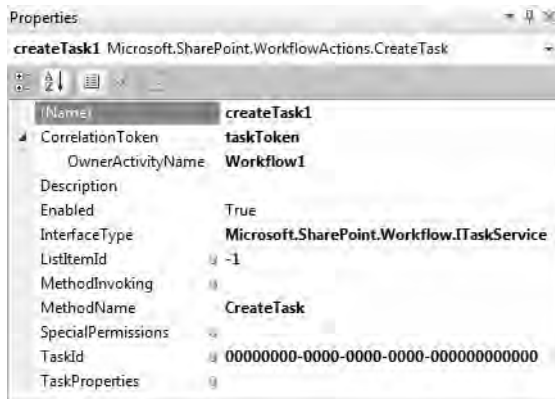 Properties
createTask1 Microsoft.SharePoint.WorkflowActions.CreateTask
(Name) createTask1
CorrelationToken taskToken
OwnerActivityName Workflow1
Description
Enabled True
InterfaceType Microsoft.SharePoint.Workflow.ITaskService
ListItemId -1
MethodInvoking
MethodName CreateTask
SpecialPermissions
TaskId 00000000-0000-0000-0000-000000000000
TaskProperties